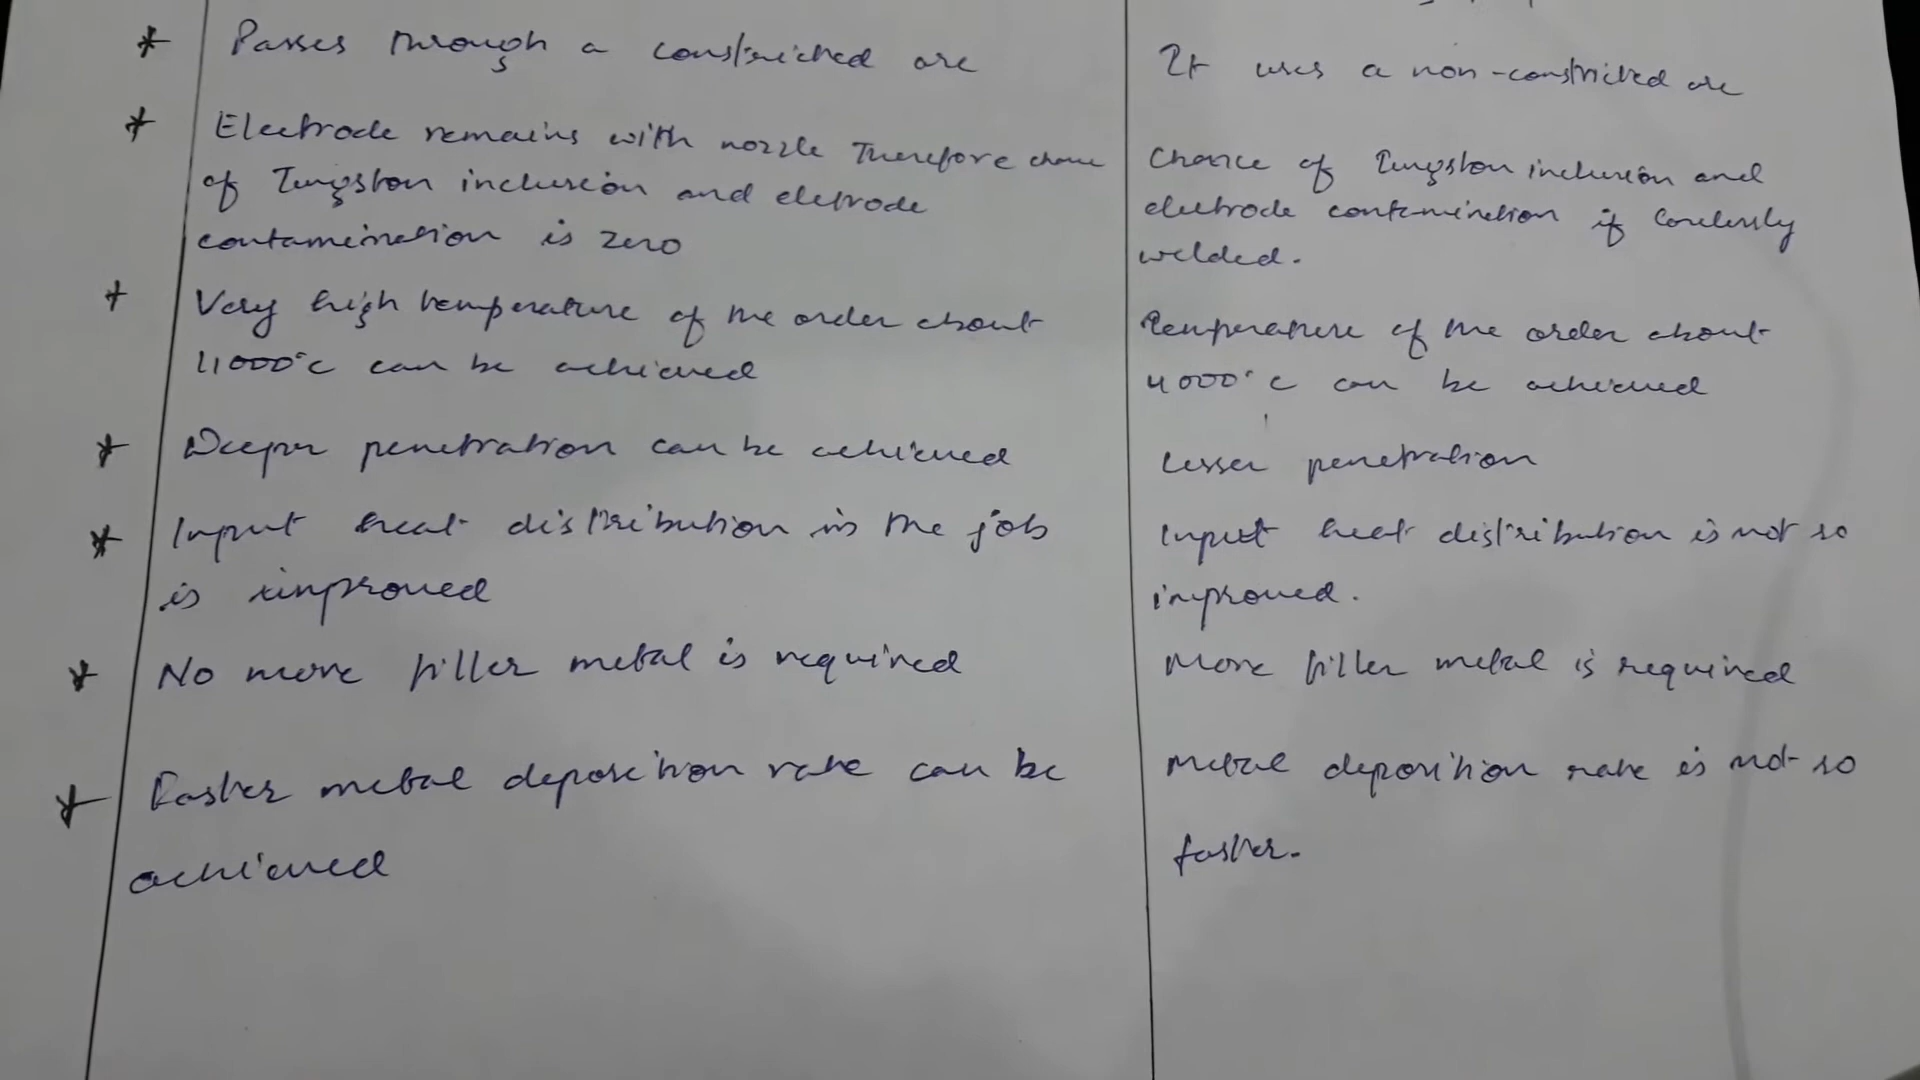 * Passes through a constricted arc
It uses a non-constricted arc
* Electrode remains with nozzle Therefore chance
of Tungston inclusion and eletrode
contamination is zero
Chance of Tungston inclusion and
electrode contamination if Carelessly
welded.
* Very high temperature of the order about
11000°c can be achieved
Temperature of the order about
4000°c can be achieved
* Deeper penetration can be achieved
Lesser penetration
* Input heat distribution in the job
is improved
Input heat distribution is not so
improved.
* No more filler metal is required
More filler metal is required
* Faster metal deposition rate can be
achieved
Metal deposition rate is not so
faster.